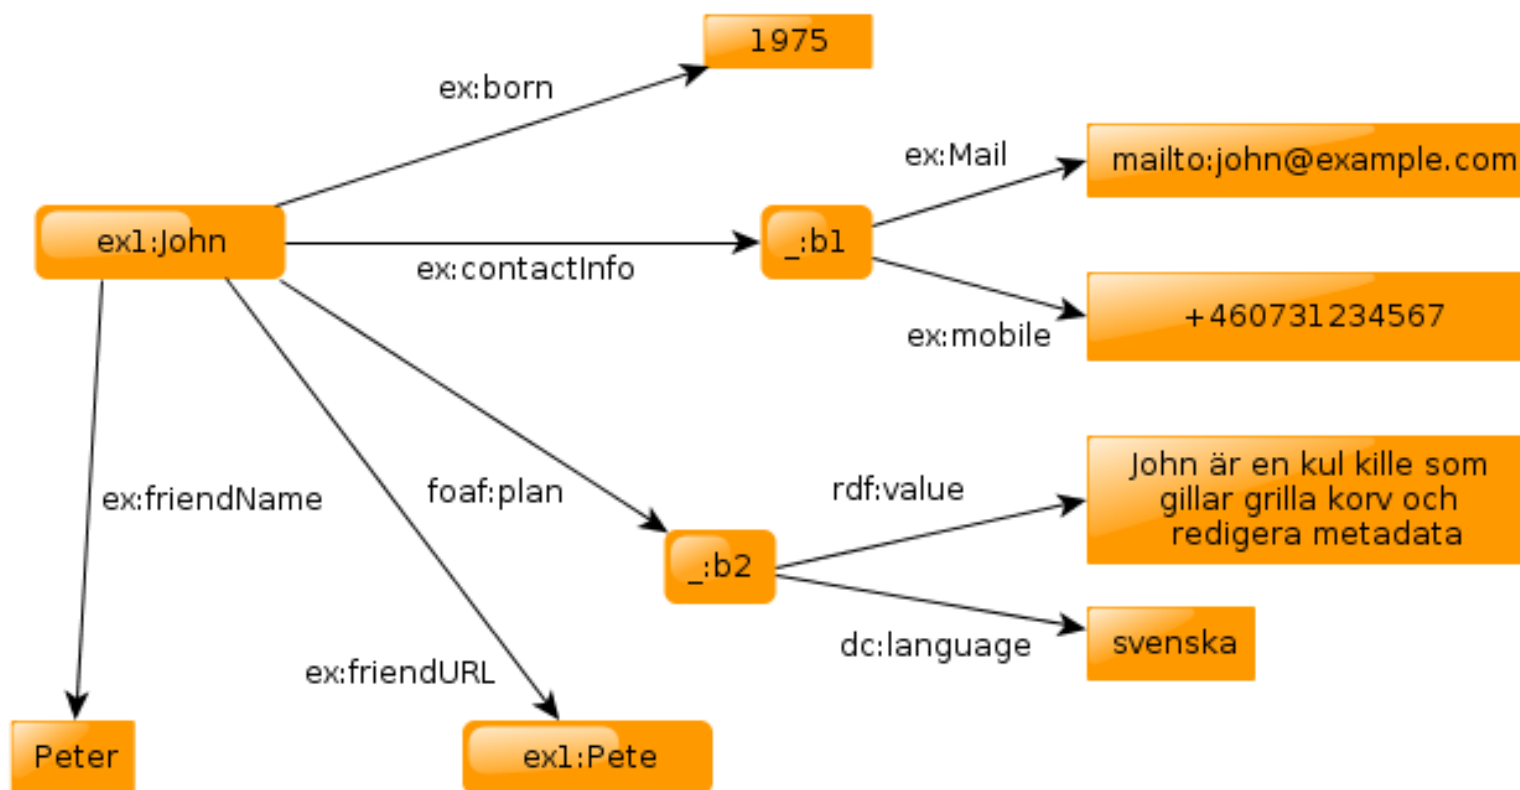 1975
ex:born
ex:Mail
mailto:john@example.com
ex1:John
_:b1
ex:contactInfo
+460731234567
ex:mobile
John är en kul kille som
gillar grilla korv och
redigera metadata
rdf:value
foaf:plan
ex:friendName
_:b2
dc:language
svenska
ex:friendURL
Peter
ex1:Pete